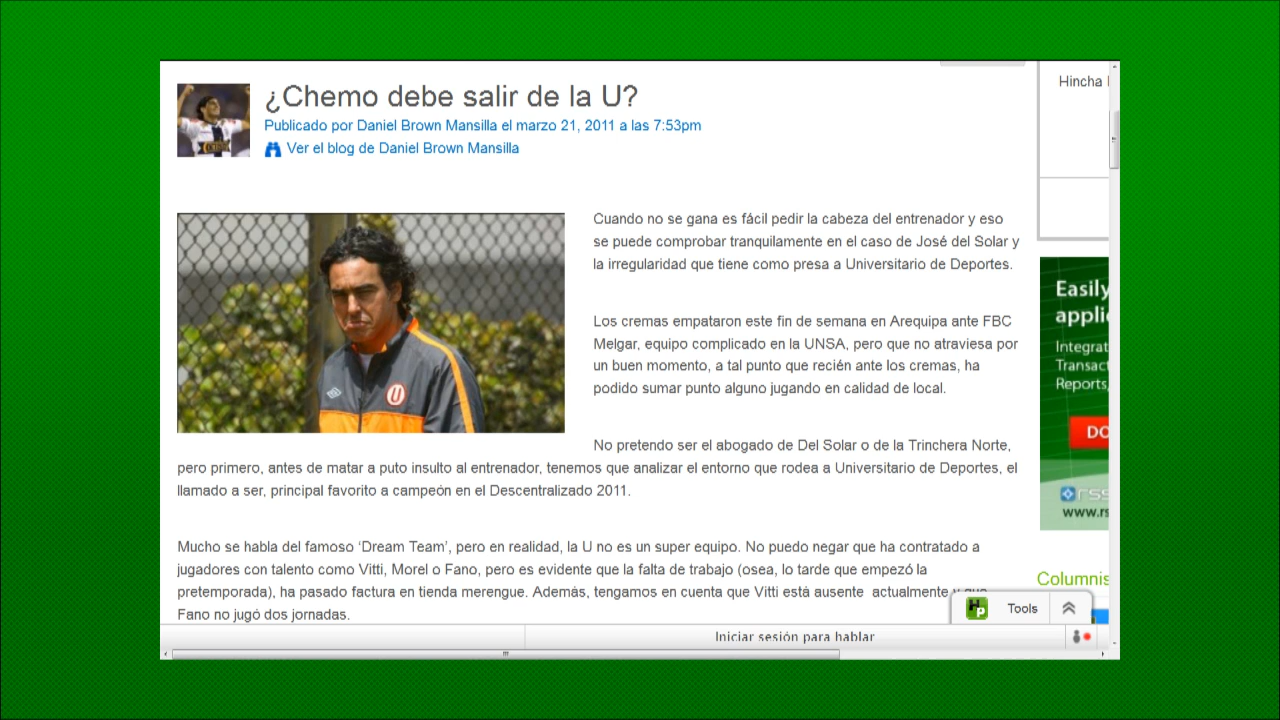 ¿Chemo debe salir de la U?
Publicado por Daniel Brown Mansilla el marzo 21, 2011 a las 7:53pm
Ver el blog de Daniel Brown Mansilla
Cuando no se gana es fácil pedir la cabeza del entrenador y eso
se puede comprobar tranquilamente en el caso de José del Solar y
la irregularidad que tiene como presa a Universitario de Deportes.
Los cremas empataron este fin de semana en Arequipa ante FBC
Melgar, equipo complicado en la UNSA, pero que no atraviesa por
un buen momento, a tal punto que recién ante los cremas, ha
podido sumar punto alguno jugando en calidad de local.
No pretendo ser el abogado de Del Solar o de la Trinchera Norte,
pero primero, antes de matar a puto insulto al entrenador, tenemos que analizar el entorno que rodea a Universitario de Deportes, el
llamado a ser, principal favorito a campeón en el Descentralizado 2011.
Mucho se habla del famoso ‘Dream Team’, pero en realidad, la U no es un super equipo. No puedo negar que ha contratado a
jugadores con talento como Vitti, Morel o Fano, pero es evidente que la falta de trabajo (osea, lo tarde que empezó la
pretemporada), ha pasado factura en tienda merengue. Además, tengamos en cuenta que Vitti está ausente actualmente y que
Fano no jugó dos jornadas.
U
Hincha
Easily
appli
Integrat
Transac
Reports,
DO
rss
www.rs
Columnis
Hp
Tools
Iniciar sesión para hablar